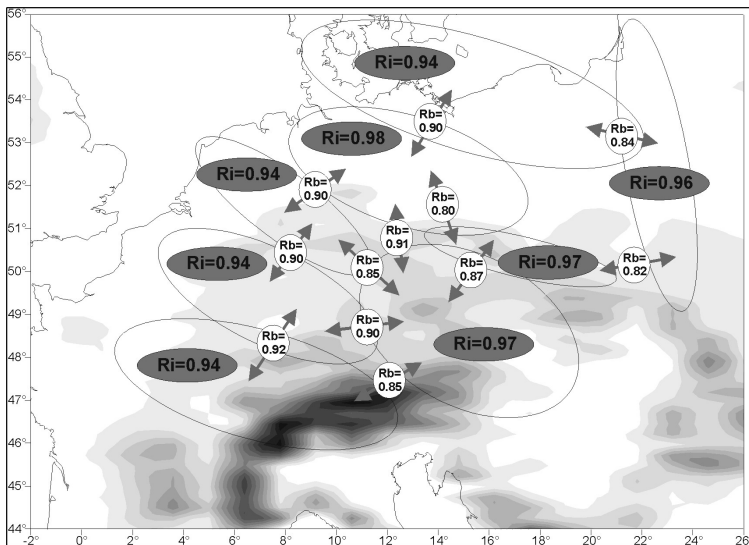 56°
55°
54°
53°
52°
51°
50°
49°
48°
47°
46°
45°
44°
Ri=0.94
Rb=
0.90
Ri=0.98
Rb=
0.84
Ri=0.94
Rb=
0.90
Ri=0.96
Rb=
0.80
Rb=
0.91
Rb=
0.90
Ri=0.94
Rb=
0.85
Rb=
0.87
Ri=0.97
Rb=
0.82
Rb=
0.92
Rb=
0.90
Ri=0.97
Ri=0.94
Rb=
0.85
-2 0° 2 4 6° 8 10 12° 14 16 18° 20 22 24° 26